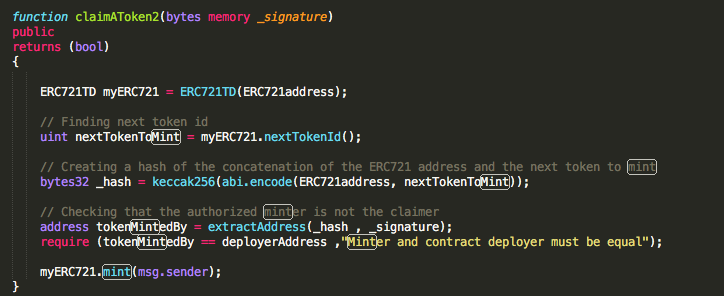 function claimAToken2(bytes memory _signature)
public
returns (bool)
{
ERC721TD myERC721 = ERC721TD(ERC721address);
// Finding next token id
uint nextTokenToMint = myERC721.nextTokenId();
// Creating a hash of the concatenation of the ERC721 address and the next token to mint
bytes32 _hash = keccak256(abi.encode(ERC721address, nextTokenToMint));
// Checking that the authorized minter is not the claimer
address tokenMintedBy = extractAddress(_hash , _signature);
require (tokenMintedBy == deployerAddress ,"Minter and contract deployer must be equal");
myERC721.mint(msg.sender);
}